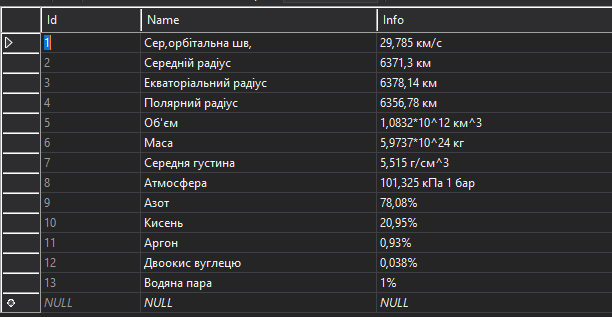 Id Name Info
1 Сер,орбітальна шв, 29,785 км/с
2 Середній радіус 6371,3 км
3 Екваторіальний радіус 6378,14 км
4 Полярний радіус 6356,78 км
5 Об'єм 1,0832*10^12 км^3
6 Маса 5,9737*10^24 кг
7 Середня густина 5,515 г/см^3
8 Атмосфера 101,325 кПа 1 бар
9 Азот 78,08%
10 Кисень 20,95%
11 Аргон 0,93%
12 Двоокис вуглецю 0,038%
13 Водяна пара 1%
NULL NULL NULL